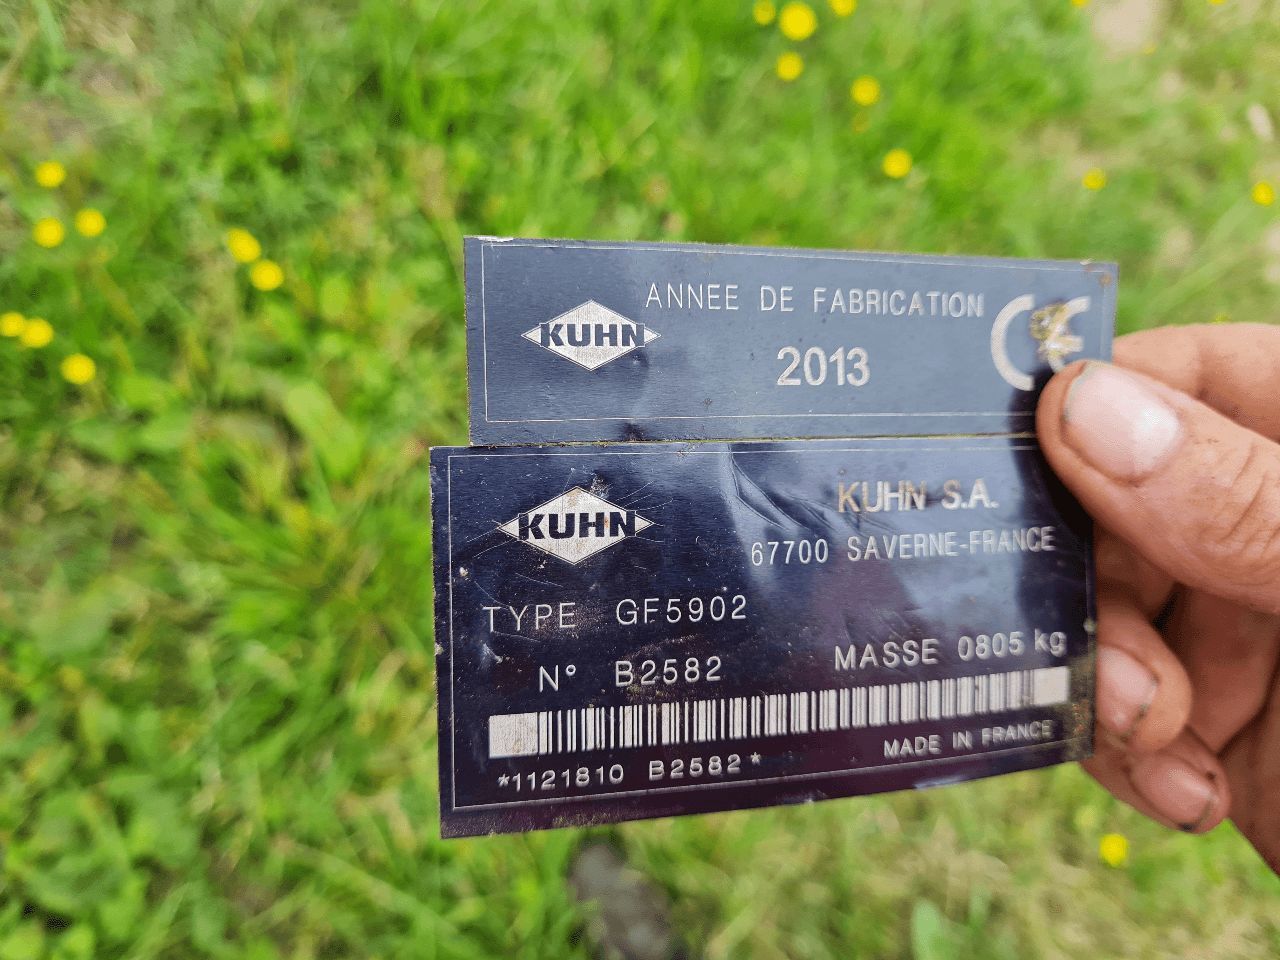 KUHN
ANNEE DE FABRICATION
2013
CE
KUHN
KUHN S.A.
67700 SAVERNE-FRANCE
TYPE GF5902
N° B2582
MASSE 0805 kg
*1121810 B2582*
MADE IN FRANCE